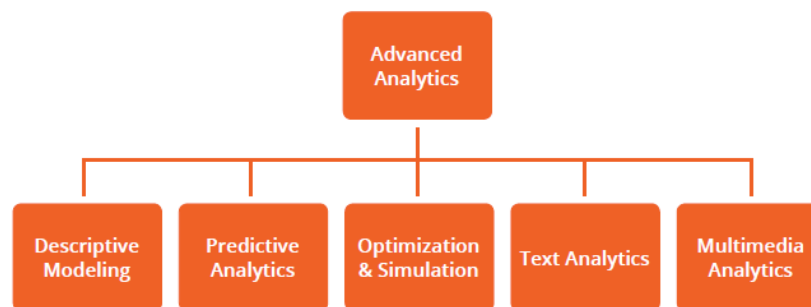 Advanced
Analytics
Descriptive
Modeling
Predictive
Analytics
Optimization
& Simulation
Text Analytics
Multimedia
Analytics